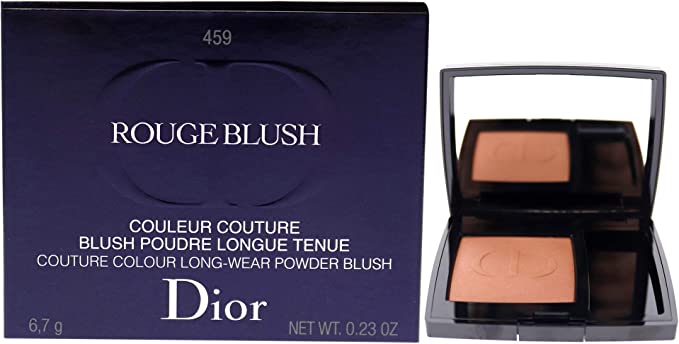 459
ROUGE BLUSH
COULEUR COUTURE
BLUSH POUDRE LONGUE TENUE
COUTURE COLOUR LONG-WEAR POWDER BLUSH
Dior
6,7 g NET WT. 0.23 OZ
CD